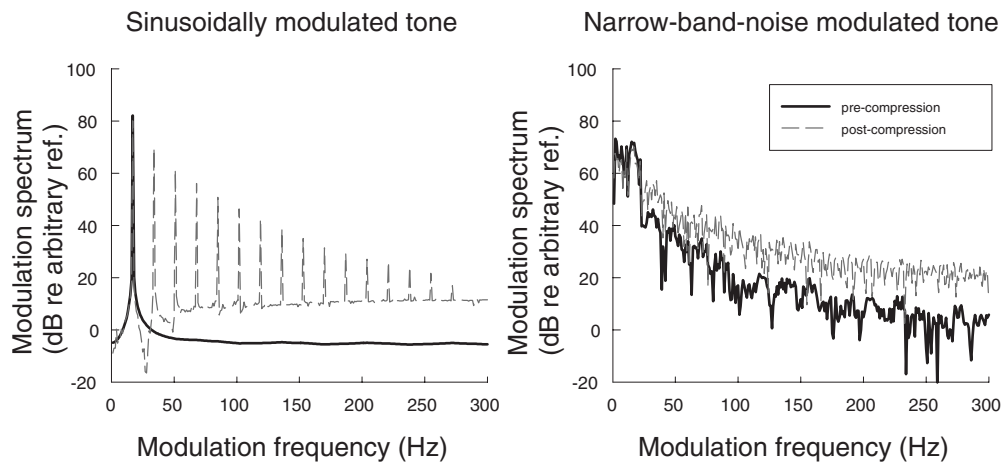 Sinusoidally modulated tone
Modulation spectrum
(dB re arbitrary ref.)
100
80
60
40
20
0
-20
0
50
100
150
200
250
300
Modulation frequency (Hz)
Narrow-band-noise modulated tone
Modulation spectrum
(dB re arbitrary ref.)
100
80
60
40
20
0
-20
0
50
100
150
200
250
300
Modulation frequency (Hz)
pre-compression
post-compression